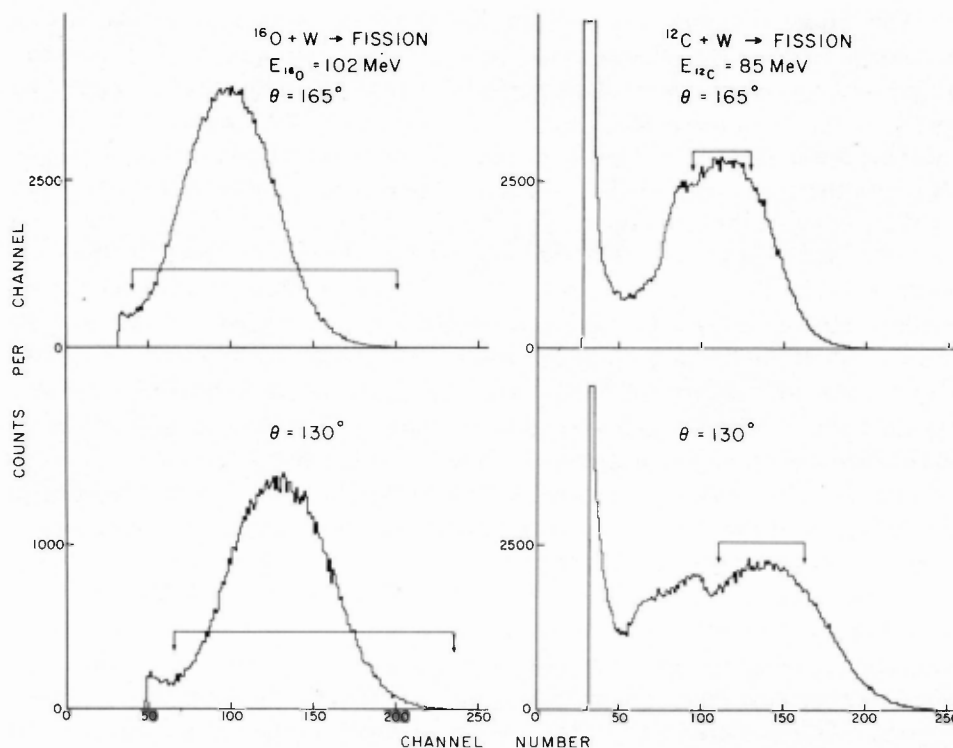 ¹⁶O + W → FISSION
E₁₆O = 102 MeV
θ = 165°
2500
0
¹²C + W → FISSION
E₁₂C = 85 MeV
θ = 165°
2500
0
COUNTS PER CHANNEL
θ = 130°
1000
0
0 50 100 150 200 250
θ = 130°
2500
0
0 50 100 150 200 250
CHANNEL NUMBER